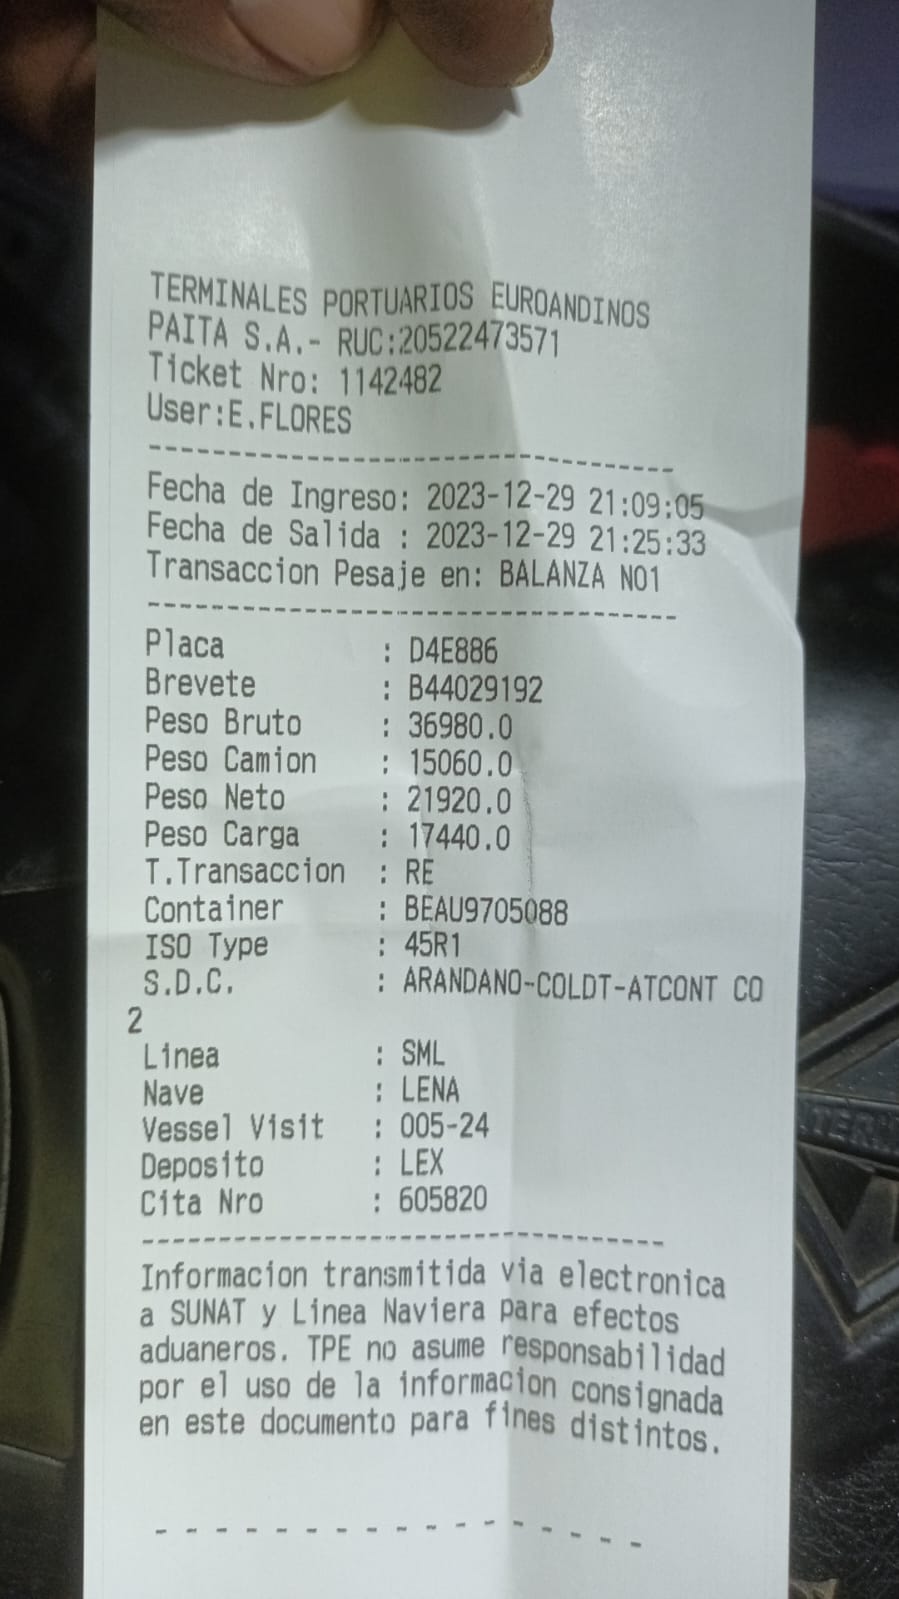 TERMINALES PORTUARIOS EUROANDINOS
PAITA S.A.- RUC:20522473571
Ticket Nro: 1142482
User:E.FLORES
-----------------------------------
Fecha de Ingreso: 2023-12-29 21:09:05
Fecha de Salida : 2023-12-29 21:25:33
Transaccion Pesaje en: BALANZA NO1
-----------------------------------
Placa : D4E886
Brevete : B44029192
Peso Bruto : 36980.0
Peso Camion : 15060.0
Peso Neto : 21920.0
Peso Carga : 17440.0
T.Transaccion : RE
Container : BEAU9705088
ISO Type : 45R1
S.D.C. : ARANDANO-COLDT-ATCONT CO
2
Linea : SML
Nave : LENA
Vessel Visit : 005-24
Deposito : LEX
Cita Nro : 605820
-----------------------------------
Informacion transmitida via electronica
a SUNAT y Linea Naviera para efectos
aduaneros. TPE no asume responsabilidad
por el uso de la informacion consignada
en este documento para fines distintos.
- - - - - - - - - - - - - - - - -